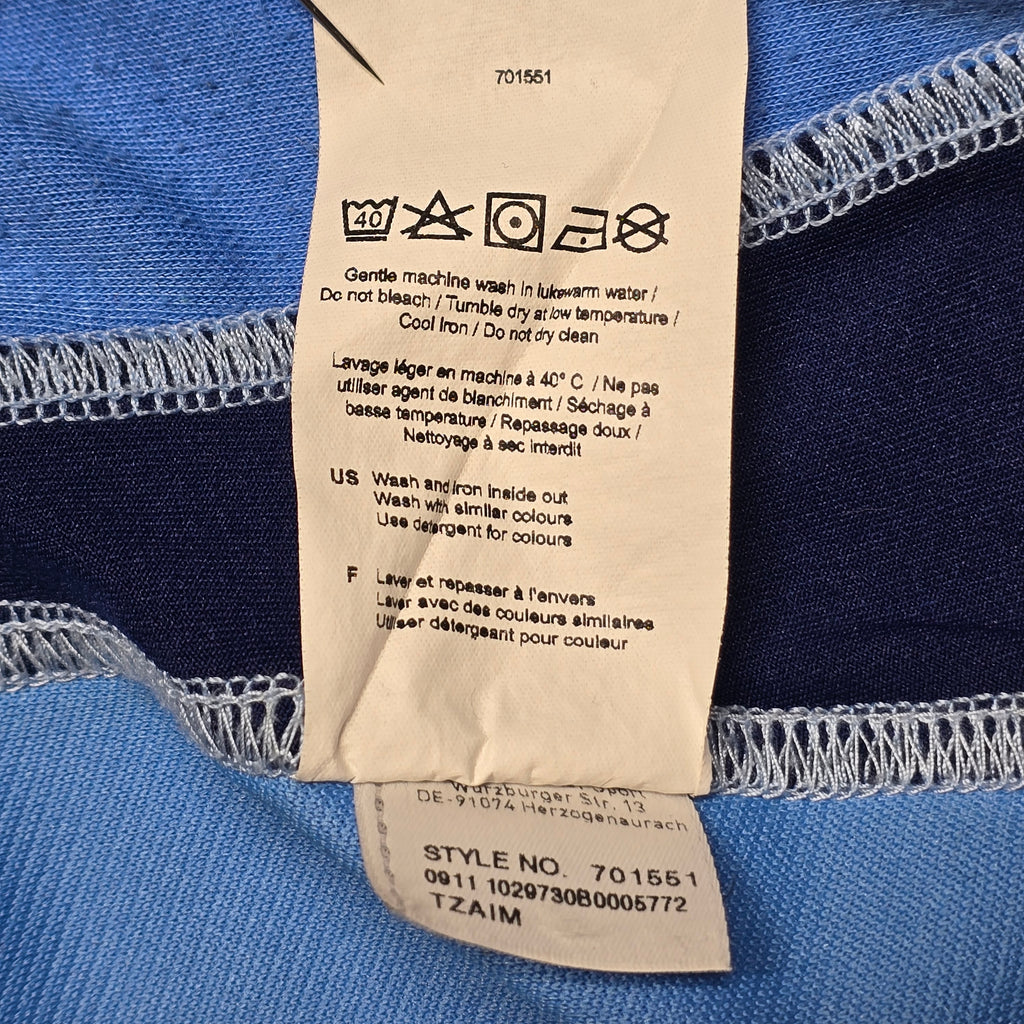 701551
40
Gentle machine wash in lukewarm water /
Do not bleach / Tumble dry at low temperature /
Cool Iron / Do not dry clean
Lavage léger en machine à 40° C / Ne pas
utiliser agent de blanchiment / Séchage à
basse temperature / Repassage doux /
Nettoyage à sec interdit
US Wash and Iron inside out
Wash with similar colours
Use detergent for colours
F Laver et repasser à l'envers
Laver avec des couleurs similaires
Utiliser détergeant pour couleur
Wurzburger Str. 13
DE-91074 Herzogenaurach
STYLE NO. 701551
0911 1029730B0005772
TZAIM